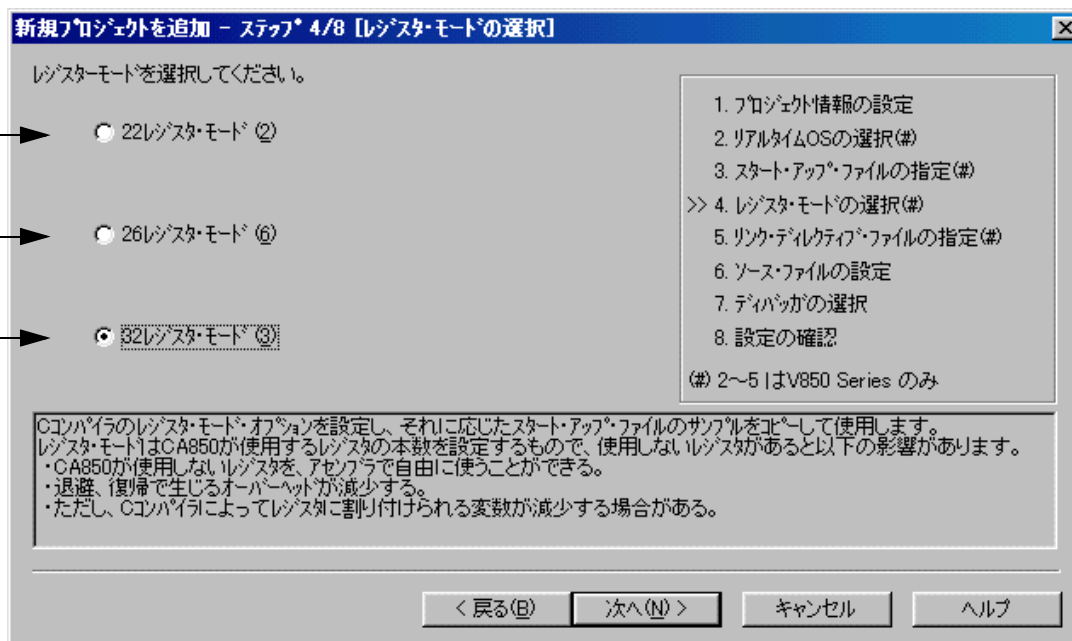 新規ﾌﾟﾛｼﾞｪｸﾄを追加 － ｽﾃｯﾌﾟ 4/8 [ﾚｼﾞｽﾀ･ﾓｰﾄﾞの選択]
ﾚｼﾞｽﾀｰﾓｰﾄﾞを選択してください。
22ﾚｼﾞｽﾀ･ﾓｰﾄﾞ (2)
26ﾚｼﾞｽﾀ･ﾓｰﾄﾞ (6)
32ﾚｼﾞｽﾀ･ﾓｰﾄﾞ (3)
1. ﾌﾟﾛｼﾞｪｸﾄ情報の設定
2. ﾘｱﾙﾀｲﾑOSの選択(#)
3. ｽﾀｰﾄ･ｱｯﾌﾟ･ﾌｧｲﾙの指定(#)
>> 4. ﾚｼﾞｽﾀ･ﾓｰﾄﾞの選択(#)
5. ﾘﾝｸ･ﾃﾞｨﾚｸﾃｨﾌﾞ･ﾌｧｲﾙの指定(#)
6. ｿｰｽ･ﾌｧｲﾙの設定
7. ﾃﾞｨﾊﾞｯｶﾞの選択
8. 設定の確認
(#) 2～5 はV850 Series のみ
Cｺﾝﾊﾟｲﾗのﾚｼﾞｽﾀ･ﾓｰﾄﾞ･ｵﾌﾟｼｮﾝを設定し、それに応じたｽﾀｰﾄ･ｱｯﾌﾟ･ﾌｧｲﾙのｻﾝﾌﾟﾙをｺﾋﾟｰして使用します。
ﾚｼﾞｽﾀ･ﾓｰﾄﾞはCA850が使用するﾚｼﾞｽﾀの本数を設定するもので、使用しないﾚｼﾞｽﾀがあると以下の影響があります。
・CA850が使用しないﾚｼﾞｽﾀを、ｱｾﾝﾌﾞﾗで自由に使うことができる。
・退避、復帰で生じるｵｰﾊﾞｰﾍｯﾄﾞが減少する。
・ただし、Cｺﾝﾊﾟｲﾗによってﾚｼﾞｽﾀに割り付けられる変数が減少する場合がある。
< 戻る(B)
次へ(N) >
キャンセル
ヘルプ